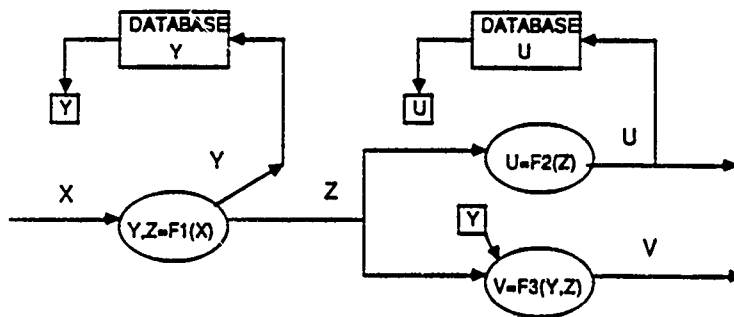 DATABASE
Y
DATABASE
U
Y
U
Y
U
U=F2(Z)
X
Z
Y,Z=F1(X)
Y
V
V=F3(Y,Z)